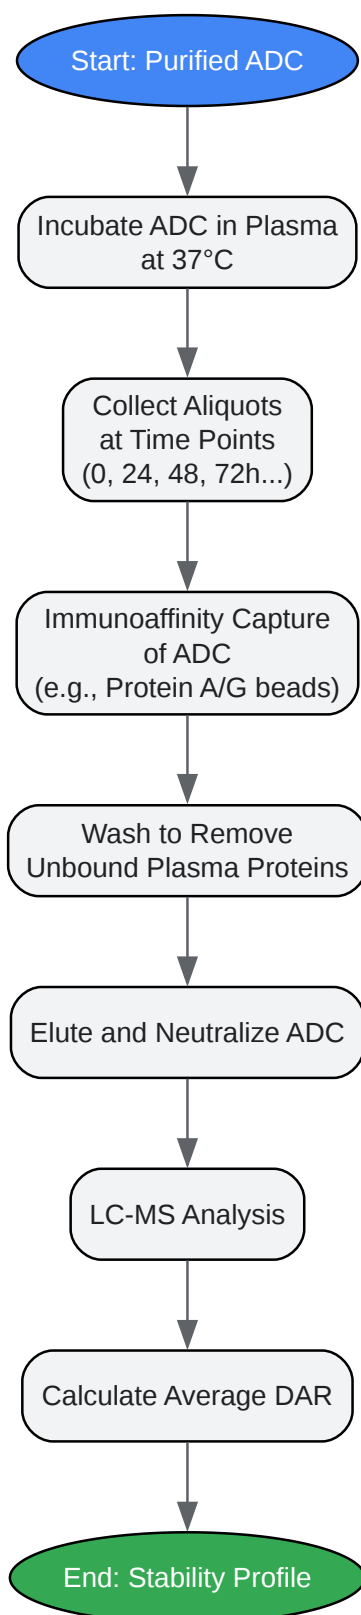 Start: Purified ADC
Incubate ADC in Plasma
at 37°C
Collect Aliquots
at Time Points
(0, 24, 48, 72h...)
Immunoaffinity Capture
of ADC
(e.g., Protein A/G beads)
Wash to Remove
Unbound Plasma Proteins
Elute and Neutralize ADC
LC-MS Analysis
Calculate Average DAR
End: Stability Profile